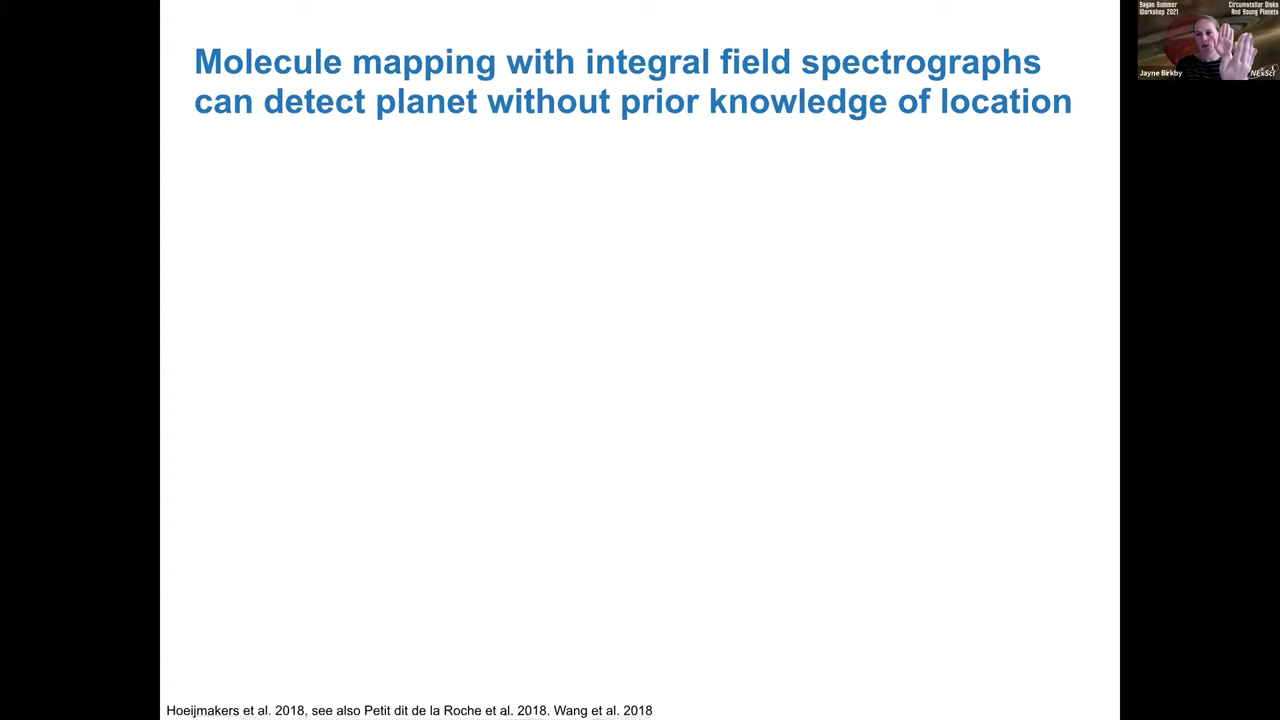 Molecule mapping with integral field spectrographs
can detect planet without prior knowledge of location
Sagan Summer
Workshop 2021
Circumstellar Disks
And Young Planets
Jayne Birkby
NExScI
Hoeijmakers et al. 2018, see also Petit dit de la Roche et al. 2018, Wang et al. 2018